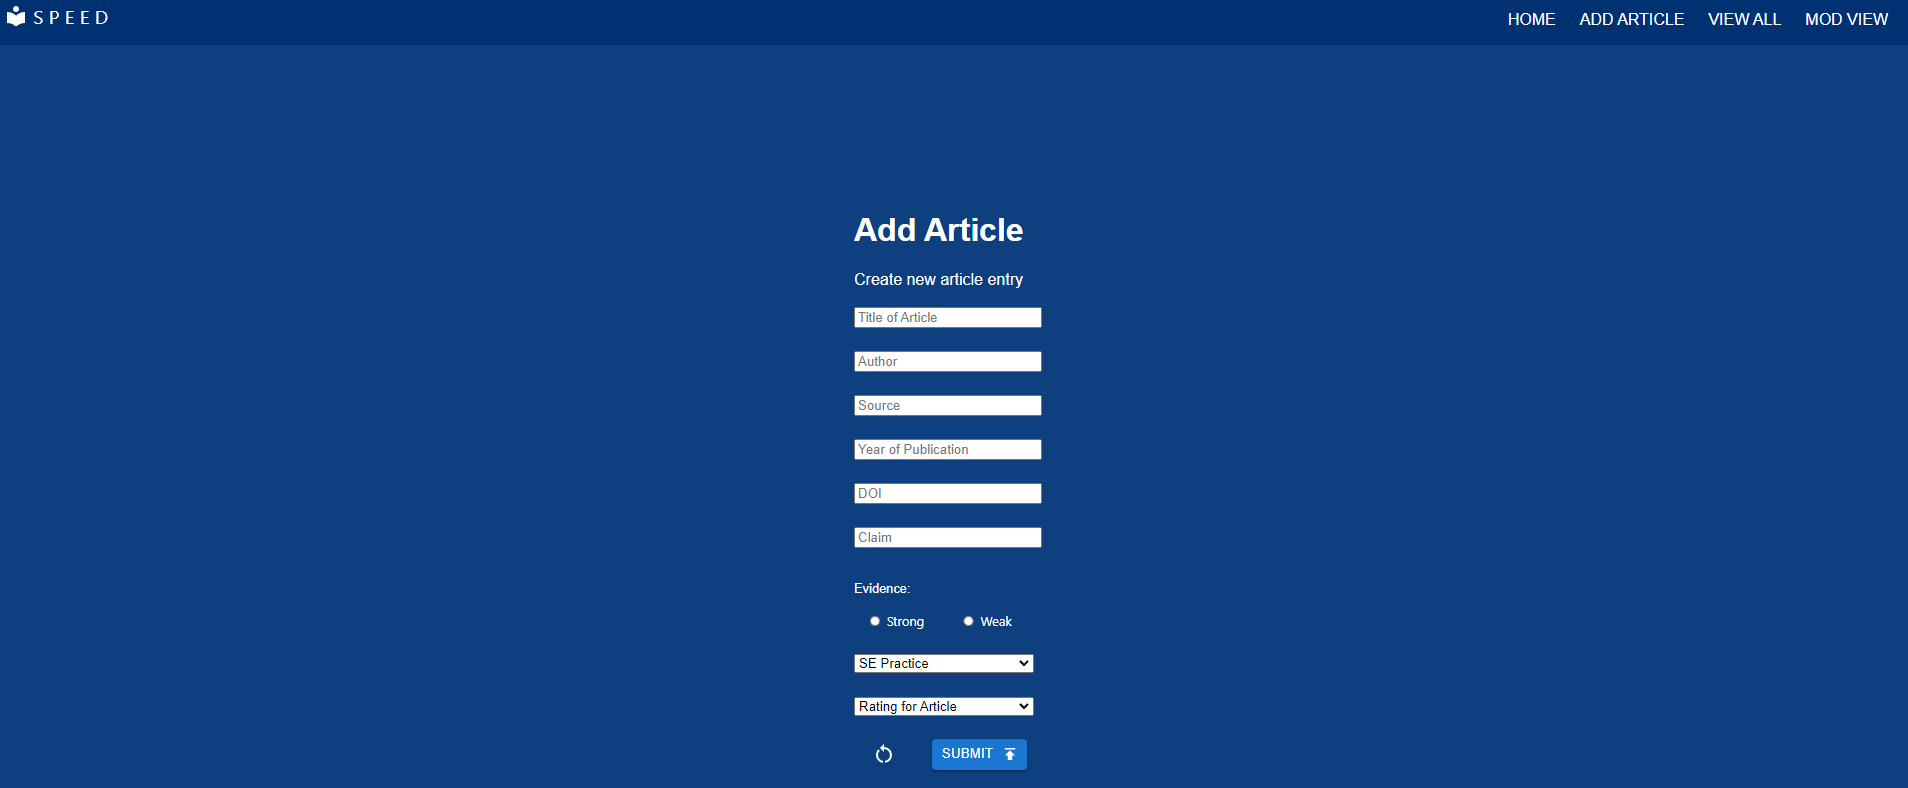 SPEED
HOME ADD ARTICLE VIEW ALL MOD VIEW
Add Article
Create new article entry
Title of Article
Author
Source
Year of Publication
DOI
Claim
Evidence:
Strong Weak
SE Practice
Rating for Article
SUBMIT